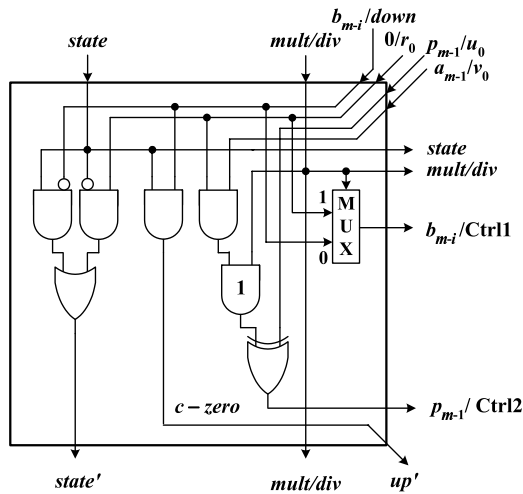 b_{m-i}/down
state mult/div 0/r_0
p_{m-1}/u_0
a_{m-1}/v_0
state
mult/div
1 M
U
X
0
b_{m-i}/Ctrl1
1
c – zero
p_{m-1}/ Ctrl2
state′ mult/div up′